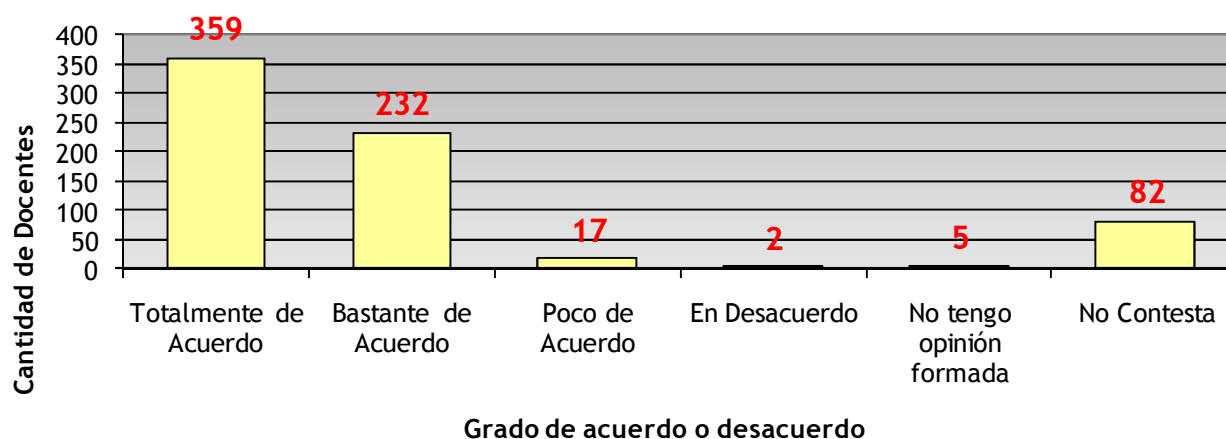 Cantidad de Docentes
400
350
300
250
200
150
100
50
0
359
232
17
2
5
82
Totalmente de
Acuerdo
Bastante de
Acuerdo
Poco de
Acuerdo
En Desacuerdo
No tengo
opinión
formada
No Contesta
Grado de acuerdo o desacuerdo